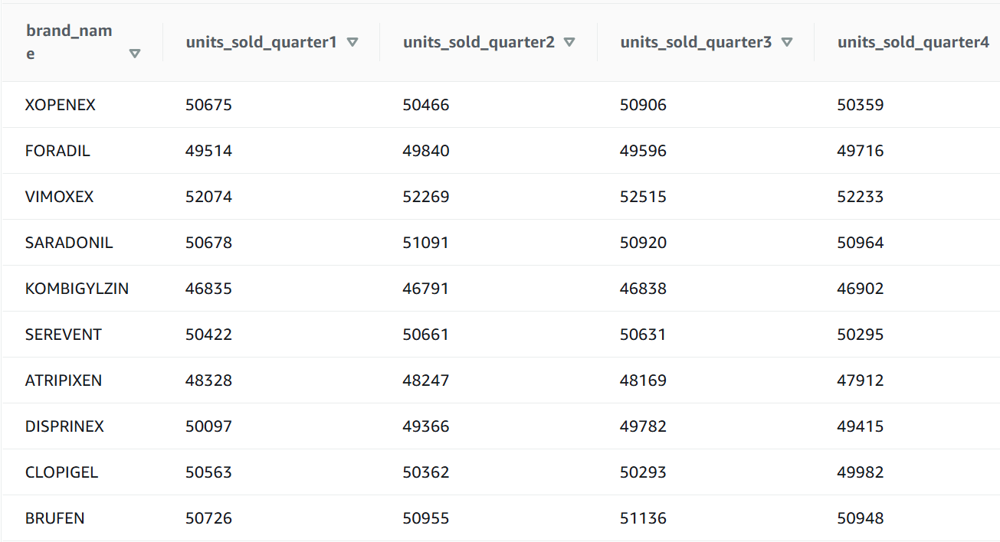 brand_nam
e units_sold_quarter1 units_sold_quarter2 units_sold_quarter3 units_sold_quarter4
XOPENEX 50675 50466 50906 50359
FORADIL 49514 49840 49596 49716
VIMOXEX 52074 52269 52515 52233
SARADONIL 50678 51091 50920 50964
KOMBIGYLZIN 46835 46791 46838 46902
SEREVENT 50422 50661 50631 50295
ATRIPIXEN 48328 48247 48169 47912
DISPRINEX 50097 49366 49782 49415
CLOPIGEL 50563 50362 50293 49982
BRUFEN 50726 50955 51136 50948